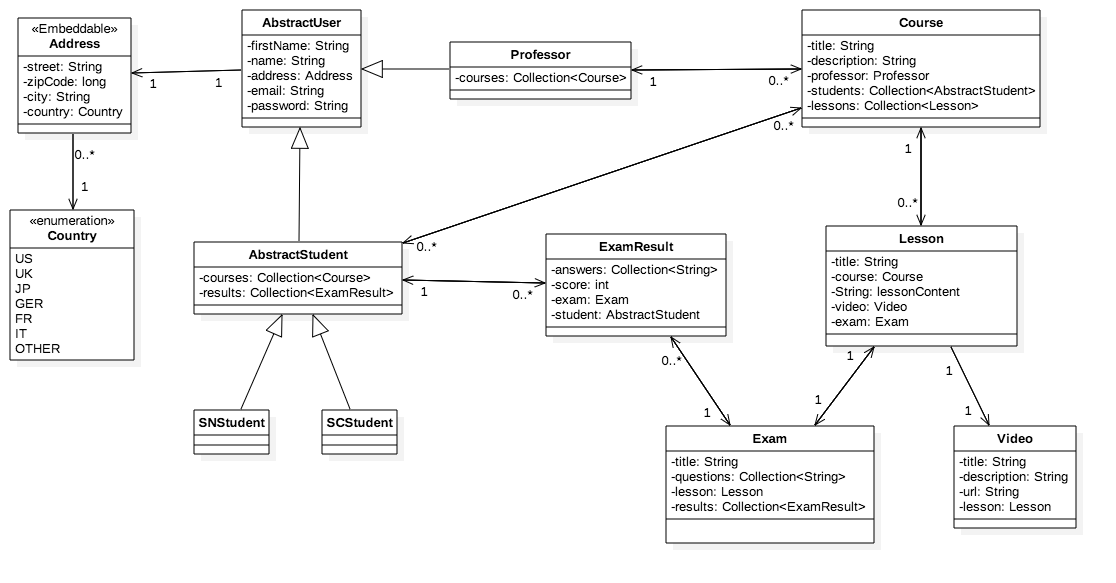 «Embeddable»
Address
-street: String
-zipCode: long
-city: String
-country: Country
AbstractUser
-firstName: String
-name: String
-address: Address
-email: String
-password: String
Professor
-courses: Collection<Course>
Course
-title: String
-description: String
-professor: Professor
-students: Collection<AbstractStudent>
-lessons: Collection<Lesson>
1
1
1
0..*
0..*
1
0..*
0..*
1
0..*
«enumeration»
Country
US
UK
JP
GER
FR
IT
OTHER
AbstractStudent
-courses: Collection<Course>
-results: Collection<ExamResult>
1
0..*
ExamResult
-answers: Collection<String>
-score: int
-exam: Exam
-student: AbstractStudent
Lesson
-title: String
-course: Course
-String: lessonContent
-video: Video
-exam: Exam
0..*
1
1
1
1
1
SNStudent
SCStudent
Exam
-title: String
-questions: Collection<String>
-lesson: Lesson
-results: Collection<ExamResult>
Video
-title: String
-description: String
-url: String
-lesson: Lesson